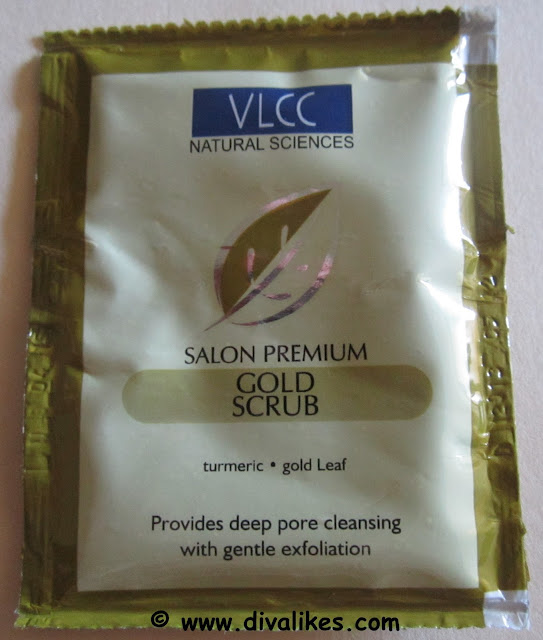 VLCC
NATURAL SCIENCES
SALON PREMIUM
GOLD
SCRUB
turmeric • gold Leaf
Provides deep pore cleansing
with gentle exfoliation
© www.divalikes.com